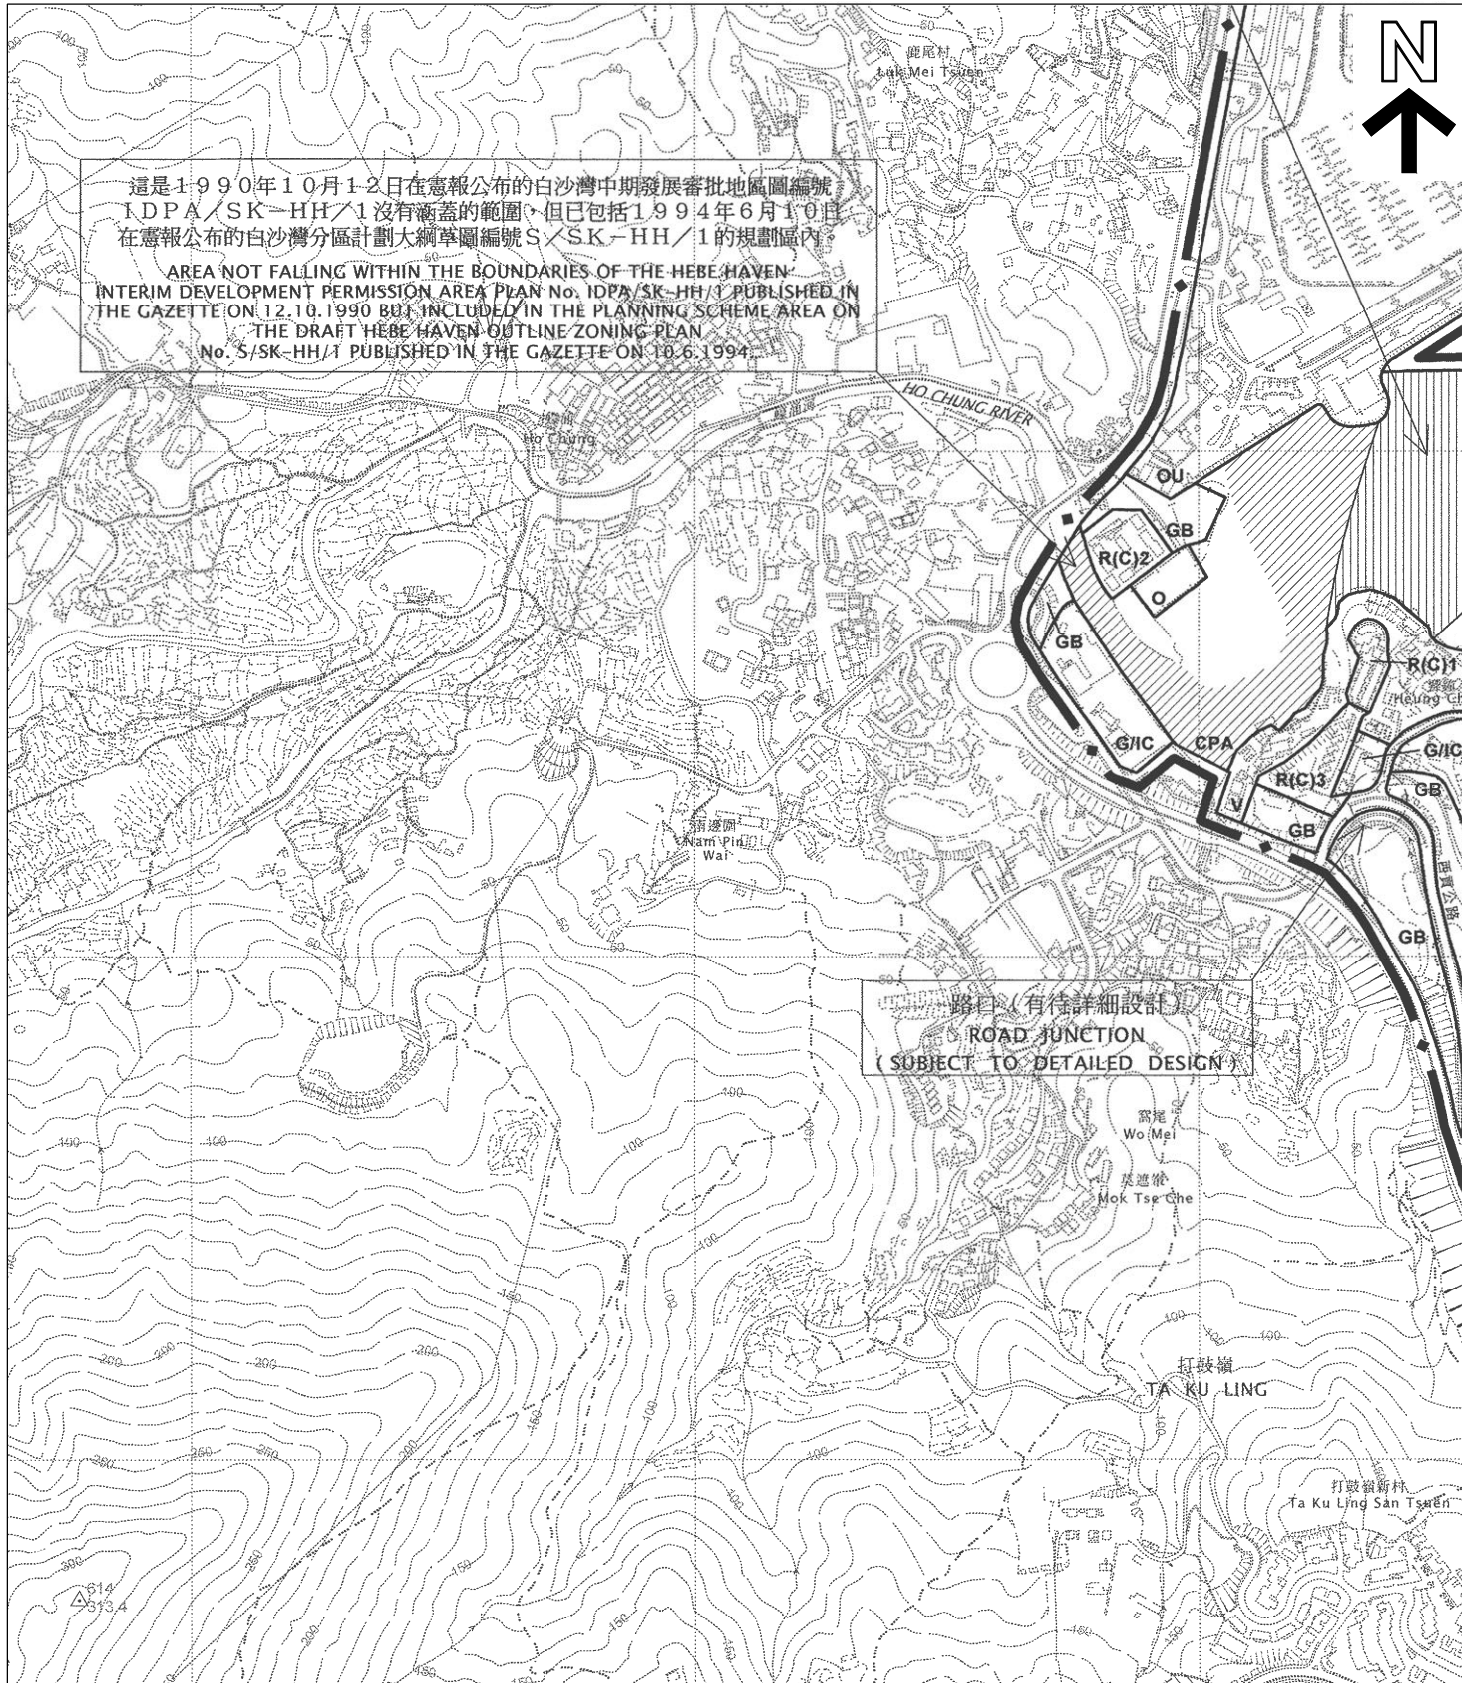 N
鹿尾村
Luk Mei Tsuen
這是1990年10月12日在憲報公布的白沙灣中期發展審批地區圖編號
IDPA/SK-HH/1沒有涵蓋的範圍,但已包括1994年6月10日
在憲報公布的白沙灣分區計劃大綱草圖編號S/SK-HH/1的規劃區內。
AREA NOT FALLING WITHIN THE BOUNDARIES OF THE HEBE HAVEN
INTERIM DEVELOPMENT PERMISSION AREA PLAN No. IDPA/SK-HH/1 PUBLISHED IN
THE GAZETTE ON 12.10.1990 BUT INCLUDED IN THE PLANNING SCHEME AREA ON
THE DRAFT HEBE HAVEN OUTLINE ZONING PLAN
No. S/SK-HH/1 PUBLISHED IN THE GAZETTE ON 10.6.1994.
HO CHUNG RIVER
Ho Chung
OU
GB
R(C)2
O
GB
R(C)1
Heung Ch
G/IC
CPA
G/IC
R(C)3
GB
V
GB
西貢公路
南邊圍
Nam Pin
Wai
GB
路口(有待詳細設計)
ROAD JUNCTION
(SUBJECT TO DETAILED DESIGN)
窩尾
Wo Mei
莫遮輋
Mok Tse Che
打鼓嶺
TA KU LING
打鼓嶺新村
Ta Ku Ling San Tsuen
614
313.4